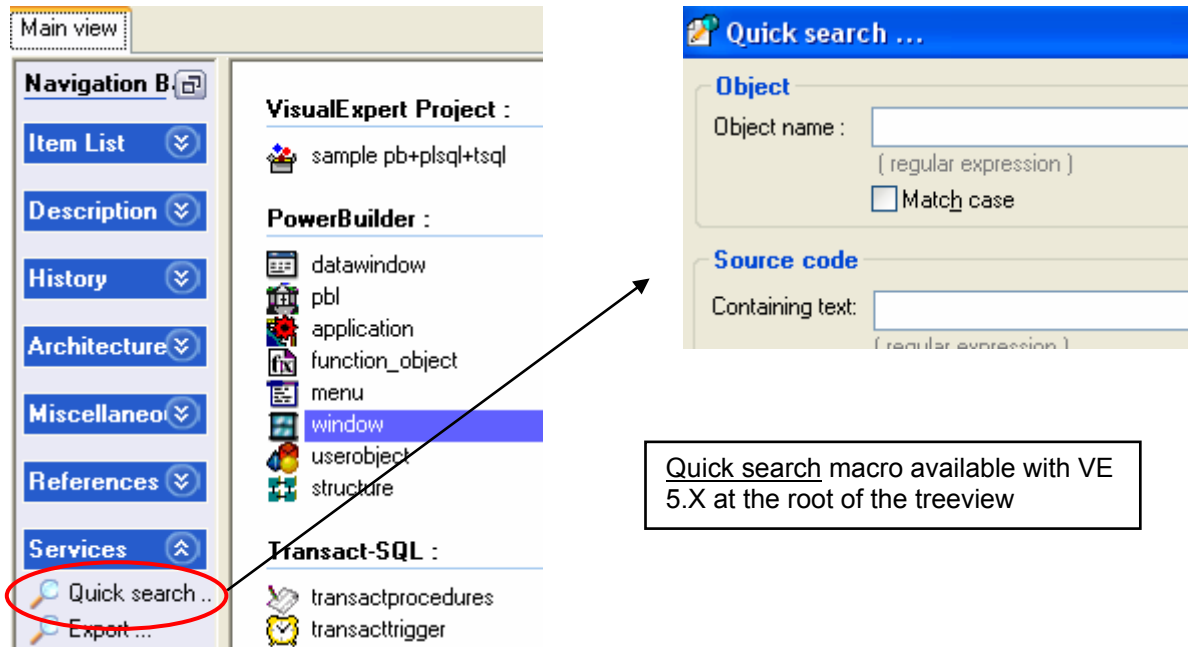 Main view
Navigation B.
Item List
Description
History
Architecture
Miscellaneo
References
Services
Quick search ..
Export ...
VisualExpert Project :
sample pb+plsql+tsql
PowerBuilder :
datawindow
pbl
application
function_object
menu
window
userobject
structure
Transact-SQL :
transactprocedures
transacttrigger
Quick search ...
Object
Object name :
( regular expression )
Match case
Source code
Containing text:
( regular expression )
Quick search macro available with VE
5.X at the root of the treeview